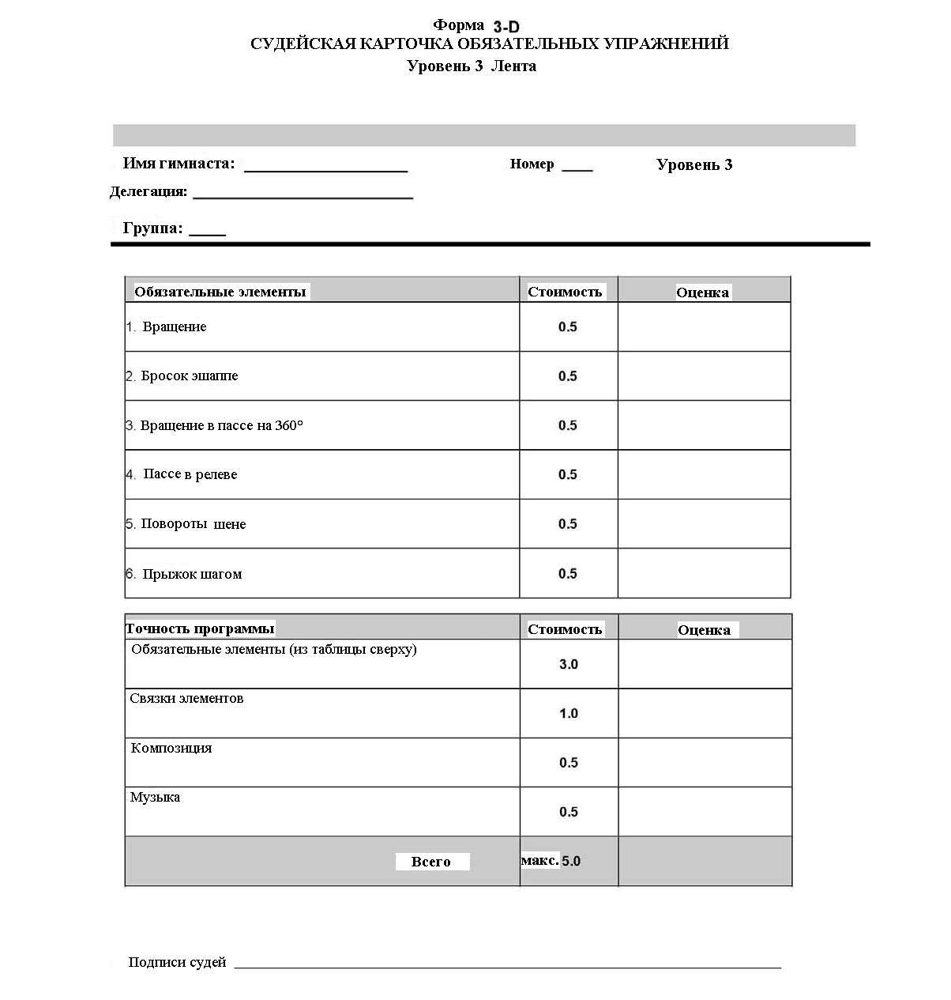 Форма 3-D
СУДЕЙСКАЯ КАРТОЧКА ОБЯЗАТЕЛЬНЫХ УПРАЖНЕНИЙ
Уровень 3 Лента
Имя гимнаста: Номер Уровень 3
Делегация:
Группа:
Обязательные элементы Стоимость Оценка
1. Вращение 0.5
2. Бросок эшаппе 0.5
3. Вращение в пассе на 360° 0.5
4. Пассе в релеве 0.5
5. Повороты шене 0.5
6. Прыжок шагом 0.5
Точность программы Стоимость Оценка
Обязательные элементы (из таблицы сверху) 3.0
Связки элементов 1.0
Композиция 0.5
Музыка 0.5
Всего макс. 5.0
Подписи судей